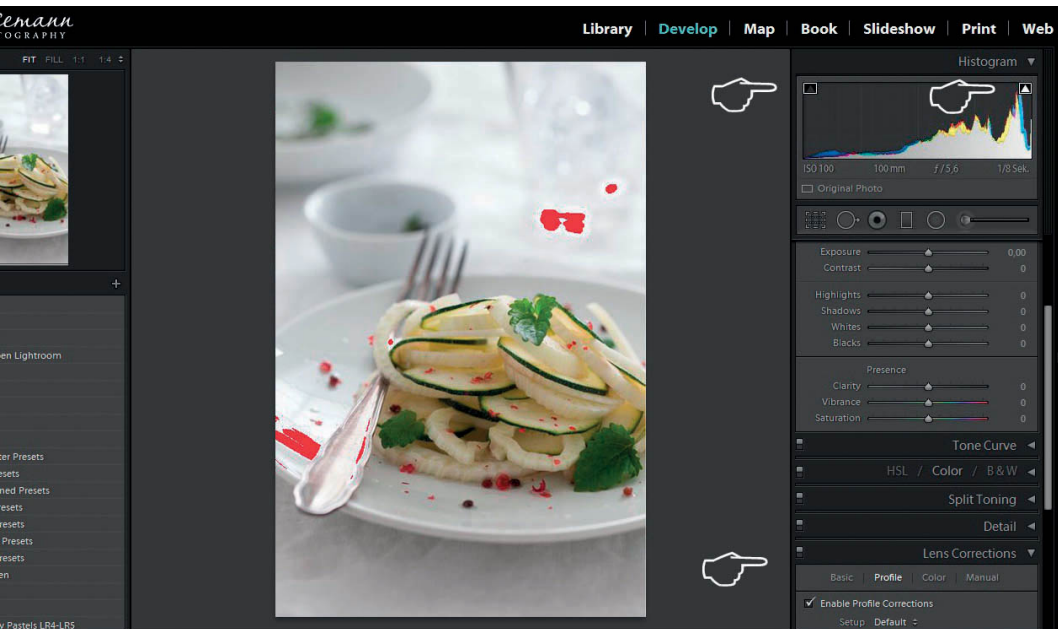 Library | Develop | Map | Book | Slideshow | Print | Web
TOGRAPHY
FIT FILL 1:1 1:4
Histogram
ISO 100 100 mm f / 5,6 1/8 Sek.
Original Photo
Exposure 0,00
Contrast 0
Highlights 0
Shadows 0
Whites 0
Blacks 0
Presence
Clarity 0
Vibrance 0
Saturation 0
Tone Curve
HSL / Color / B & W
Split Toning
Detail
Lens Corrections
Basic | Profile | Color | Manual
Enable Profile Corrections
Setup Default
en Lightroom
ter Presets
esets
ned Presets
resets
Presets
Presets
resets
en
y Pastels LR4-LR5